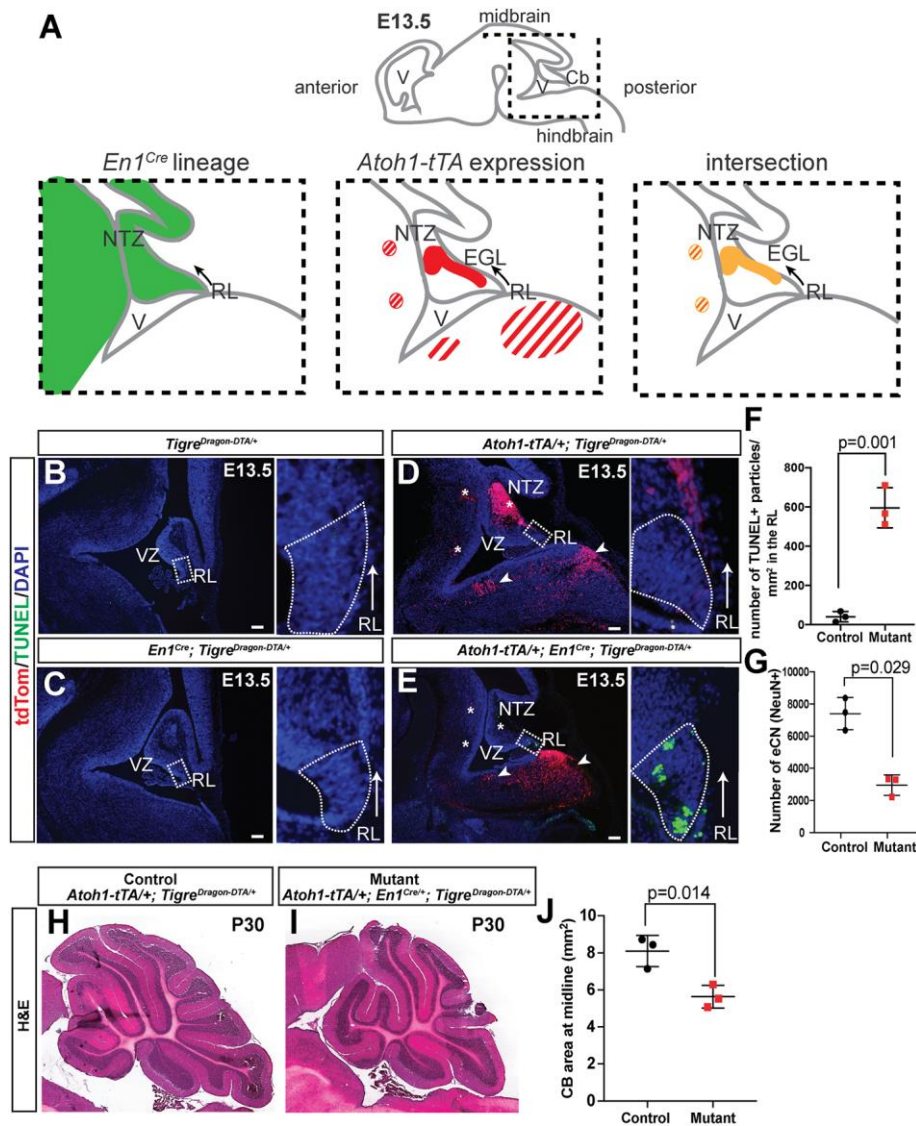 A
E13.5
midbrain
anterior
V
V
Cb
posterior
hindbrain
En1Cre lineage
Atoh1-tTA expression
intersection
NTZ
RL
V
NTZ
EGL
RL
V
NTZ
EGL
RL
V
tdTom/TUNEL/DAPI
TigreDragon-DTA/+
B
E13.5
VZ
RL
RL
En1Cre; TigreDragon-DTA/+
C
E13.5
VZ
RL
RL
Atoh1-tTA/+; TigreDragon-DTA/+
D
E13.5
NTZ
*
*
*
VZ
RL
RL
Atoh1-tTA/+; En1Cre; TigreDragon-DTA/+
E
E13.5
*
NTZ
*
*
VZ
RL
RL
F
p=0.001
number of TUNEL+ particles/
mm2 in the RL
800
600
400
200
0
Control Mutant
G
p=0.029
Number of eCN (NeuN+)
10000
8000
6000
4000
2000
0
Control Mutant
H&E
Control
Atoh1-tTA/+; TigreDragon-DTA/+
H
P30
Mutant
Atoh1-tTA/+; En1Cre/+; TigreDragon-DTA/+
I
P30
J
p=0.014
CB area at midline (mm2)
10
8
6
4
2
0
Control Mutant